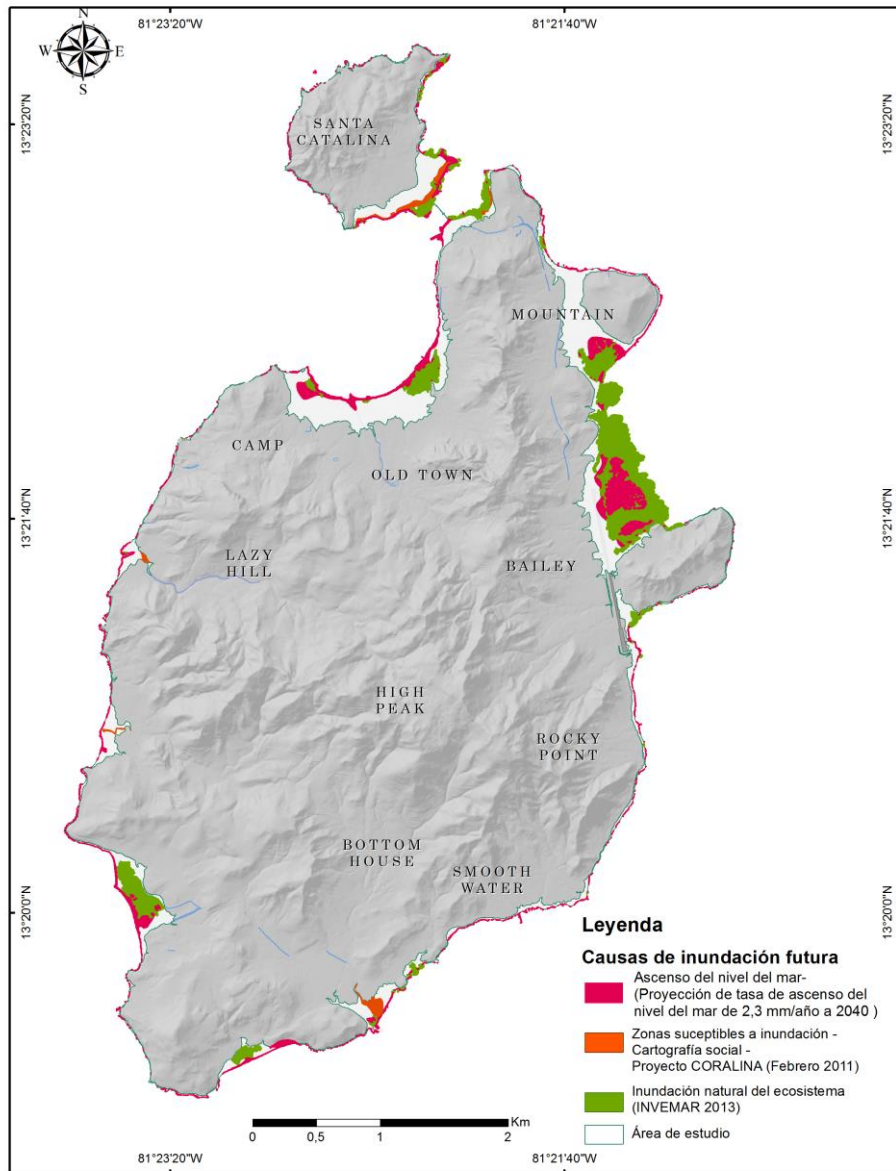 81°23'20"W
81°21'40"W
N
W
E
S
13°23'20"N
13°23'20"N
SANTA
CATALINA
MOUNTAIN
CAMP
OLD TOWN
13°21'40"N
13°21'40"N
LAZY
HILL
BAILEY
HIGH
PEAK
ROCKY
POINT
BOTTOM
HOUSE
SMOOTH
WATER
13°20'0"N
13°20'0"N
Leyenda
Causas de inundación futura
Ascenso del nivel del mar-
(Proyección de tasa de ascenso del
nivel del mar de 2,3 mm/año a 2040 )
Zonas suceptibles a inundación -
Cartografía social -
Proyecto CORALINA (Febrero 2011)
Inundación natural del ecosistema
(INVEMAR 2013)
Área de estudio
Km
0 0,5 1 2
81°23'20"W
81°21'40"W